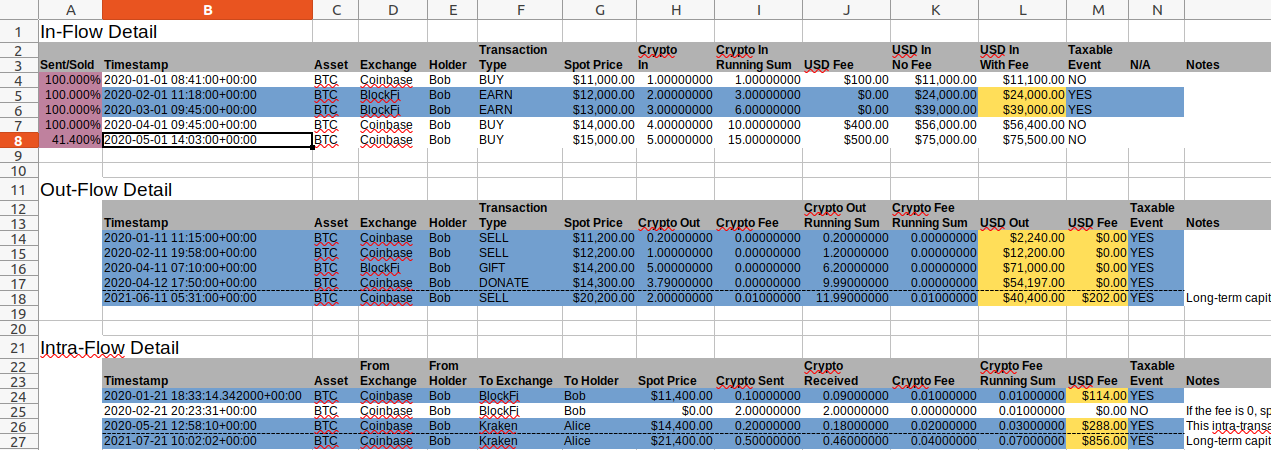 A B C D E F G H I J K L M N
1 In-Flow Detail
2 Transaction Crypto Crypto In USD In USD In Taxable
3 Sent/Sold Timestamp Asset Exchange Holder Type Spot Price In Running Sum USD Fee No Fee With Fee Event N/A Notes
4 100.000% 2020-01-01 08:41:00+00:00 BTC Coinbase Bob BUY $11,000.00 1.00000000 1.00000000 $100.00 $11,000.00 $11,100.00 NO
5 100.000% 2020-02-01 11:18:00+00:00 BTC BlockFi Bob EARN $12,000.00 2.00000000 3.00000000 $0.00 $24,000.00 $24,000.00 YES
6 100.000% 2020-03-01 09:45:00+00:00 BTC BlockFi Bob EARN $13,000.00 3.00000000 6.00000000 $0.00 $39,000.00 $39,000.00 YES
7 100.000% 2020-04-01 09:45:00+00:00 BTC Coinbase Bob BUY $14,000.00 4.00000000 10.00000000 $400.00 $56,000.00 $56,400.00 NO
8 41.400% 2020-05-01 14:03:00+00:00 BTC Coinbase Bob BUY $15,000.00 5.00000000 15.00000000 $500.00 $75,000.00 $75,500.00 NO
9
10
11 Out-Flow Detail
12 Transaction Crypto Out Crypto Fee Taxable
13 Timestamp Asset Exchange Holder Type Spot Price Crypto Out Crypto Fee Running Sum Running Sum USD Out USD Fee Event Notes
14 2020-01-11 11:15:00+00:00 BTC Coinbase Bob SELL $11,200.00 0.20000000 0.00000000 0.20000000 0.00000000 $2,240.00 $0.00 YES
15 2020-02-11 19:58:00+00:00 BTC Coinbase Bob SELL $12,200.00 1.00000000 0.00000000 1.20000000 0.00000000 $12,200.00 $0.00 YES
16 2020-04-11 07:10:00+00:00 BTC BlockFi Bob GIFT $14,200.00 5.00000000 0.00000000 6.20000000 0.00000000 $71,000.00 $0.00 YES
17 2020-04-12 17:50:00+00:00 BTC Coinbase Bob DONATE $14,300.00 3.79000000 0.00000000 9.99000000 0.00000000 $54,197.00 $0.00 YES
18 2021-06-11 05:31:00+00:00 BTC Coinbase Bob SELL $20,200.00 2.00000000 0.01000000 11.99000000 0.01000000 $40,400.00 $202.00 YES Long-term capit
19
20
21 Intra-Flow Detail
22 From From Crypto Crypto Fee Taxable
23 Timestamp Asset Exchange Holder To Exchange To Holder Spot Price Crypto Sent Received Crypto Fee Running Sum USD Fee Event Notes
24 2020-01-21 18:33:14.342000+00:00 BTC Coinbase Bob BlockFi Bob $11,400.00 0.10000000 0.09000000 0.01000000 0.01000000 $114.00 YES
25 2020-02-21 20:23:31+00:00 BTC Coinbase Bob BlockFi Bob $0.00 2.00000000 2.00000000 0.00000000 0.01000000 $0.00 NO If the fee is 0, sp
26 2020-05-21 12:58:10+00:00 BTC Coinbase Bob Kraken Alice $14,400.00 0.20000000 0.18000000 0.02000000 0.03000000 $288.00 YES This intra-transa
27 2021-07-21 10:02:02+00:00 BTC Coinbase Bob Kraken Alice $21,400.00 0.50000000 0.46000000 0.04000000 0.07000000 $856.00 YES Long-term capit